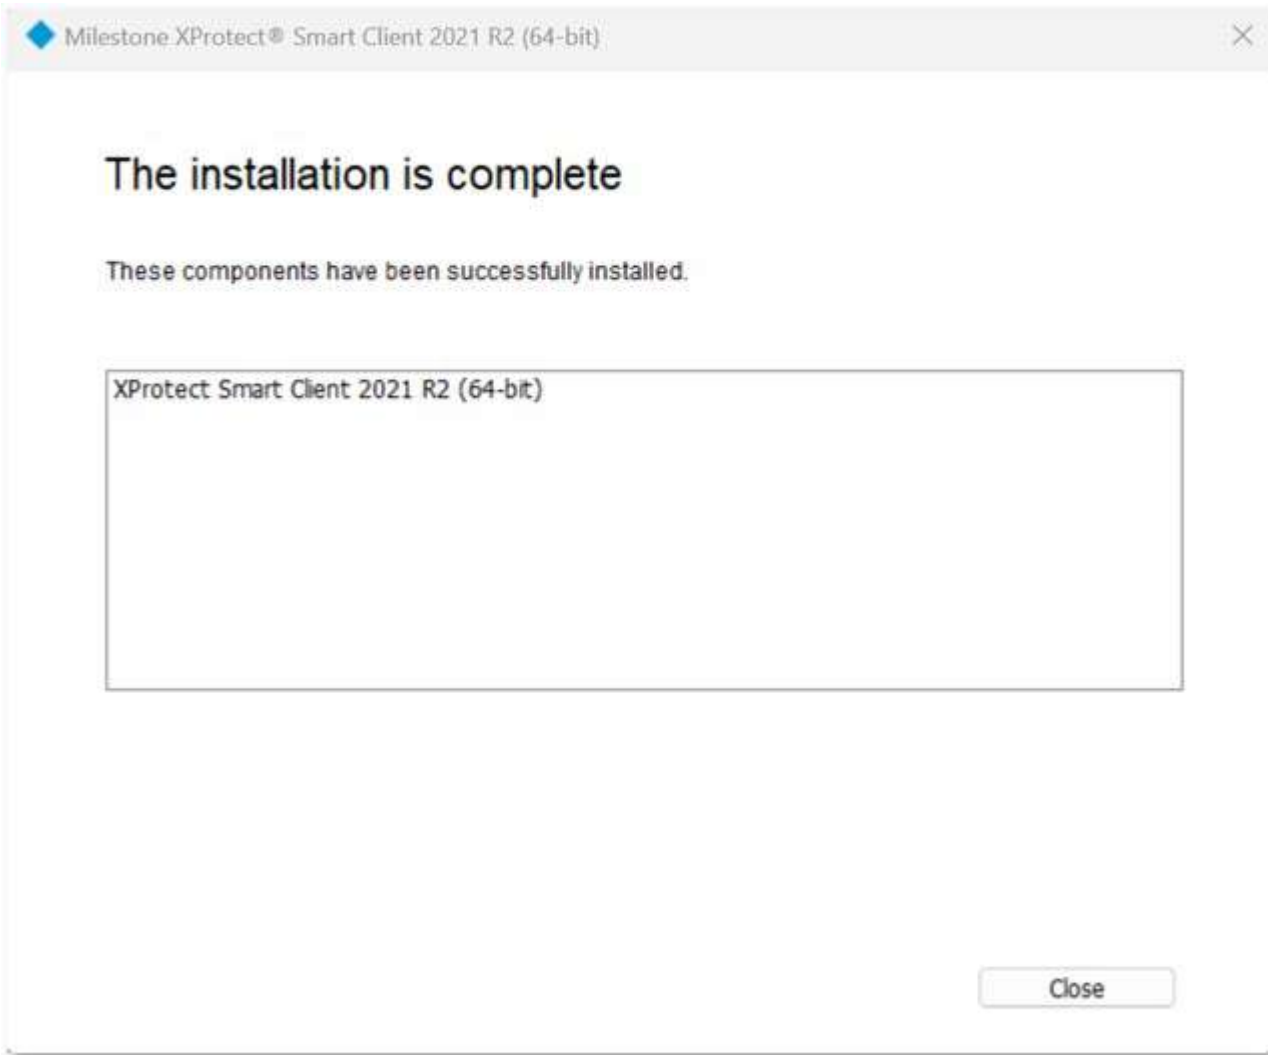 Milestone XProtect® Smart Client 2021 R2 (64-bit)
The installation is complete
These components have been successfully installed.
XProtect Smart Client 2021 R2 (64-bit)
Close